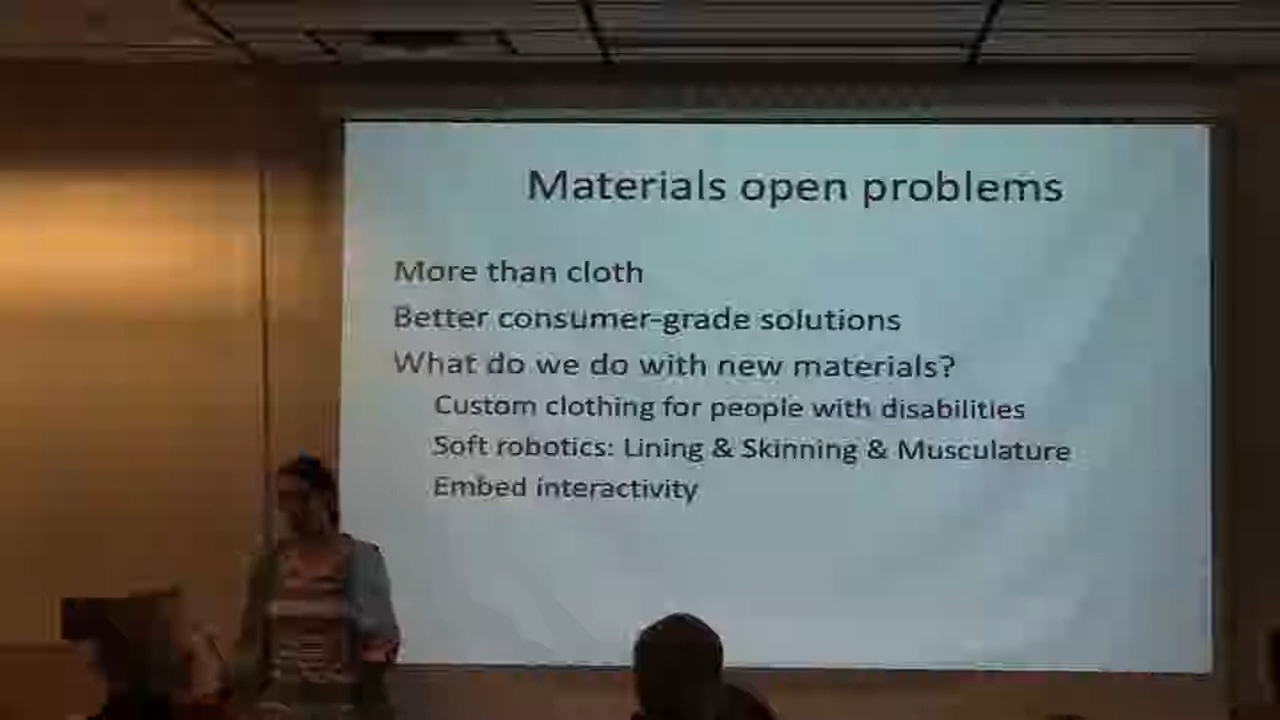 Materials open problems
More than cloth
Better consumer-grade solutions
What do we do with new materials?
Custom clothing for people with disabilities
Soft robotics: Lining & Skinning & Musculature
Embed interactivity